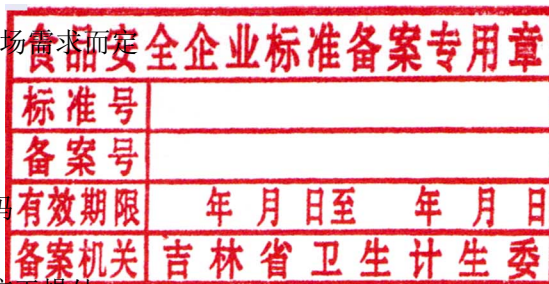 场需求而定
食品安全企业标准备案专用章
标准号
备案号
码
有效期限 年 月 日至 年 月 日
备案机关 吉林省卫生计生委